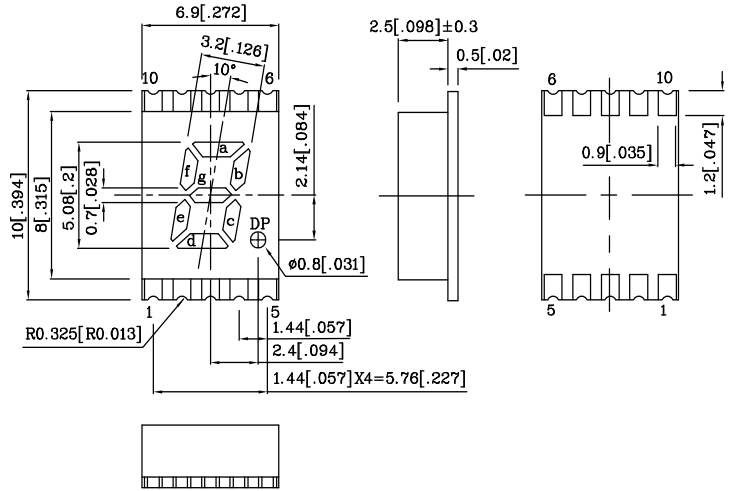 6.9[.272]
3.2[.126]
10°
10
6
10[.394]
8[.315]
5.08[.2]
0.7[.028]
a
f
b
g
e
c
d
DP
2.14[.084]
ø0.8[.031]
1
5
R0.325[R0.013]
1.44[.057]
2.4[.094]
1.44[.057]X4=5.76[.227]
2.5[.098]±0.3
0.5[.02]
6
10
0.9[.035]
1.2[.047]
5
1